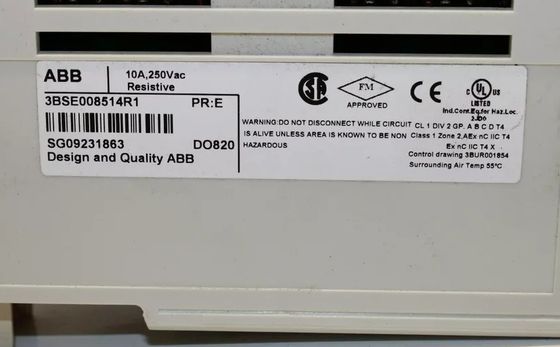 ABB
10A,250Vac
Resistive
3BSE008514R1 PR:E
SG09231863 DO820
Design and Quality ABB
FM
APPROVED
CE
C UL US
LISTED
Ind.Cont.Eq.for Haz.Loc.
WARNING:DO NOT DISCONNECT WHILE CIRCUIT
IS ALIVE UNLESS AREA IS KNOWN TO BE NON
HAZARDOUS
CL 1 DIV 2 GP. A B C D T4
Class 1 Zone 2,AEx nC IIC T4
Ex nC IIC T4 X
Control drawing 3BUR001854
Surrounding Air Temp 55°C